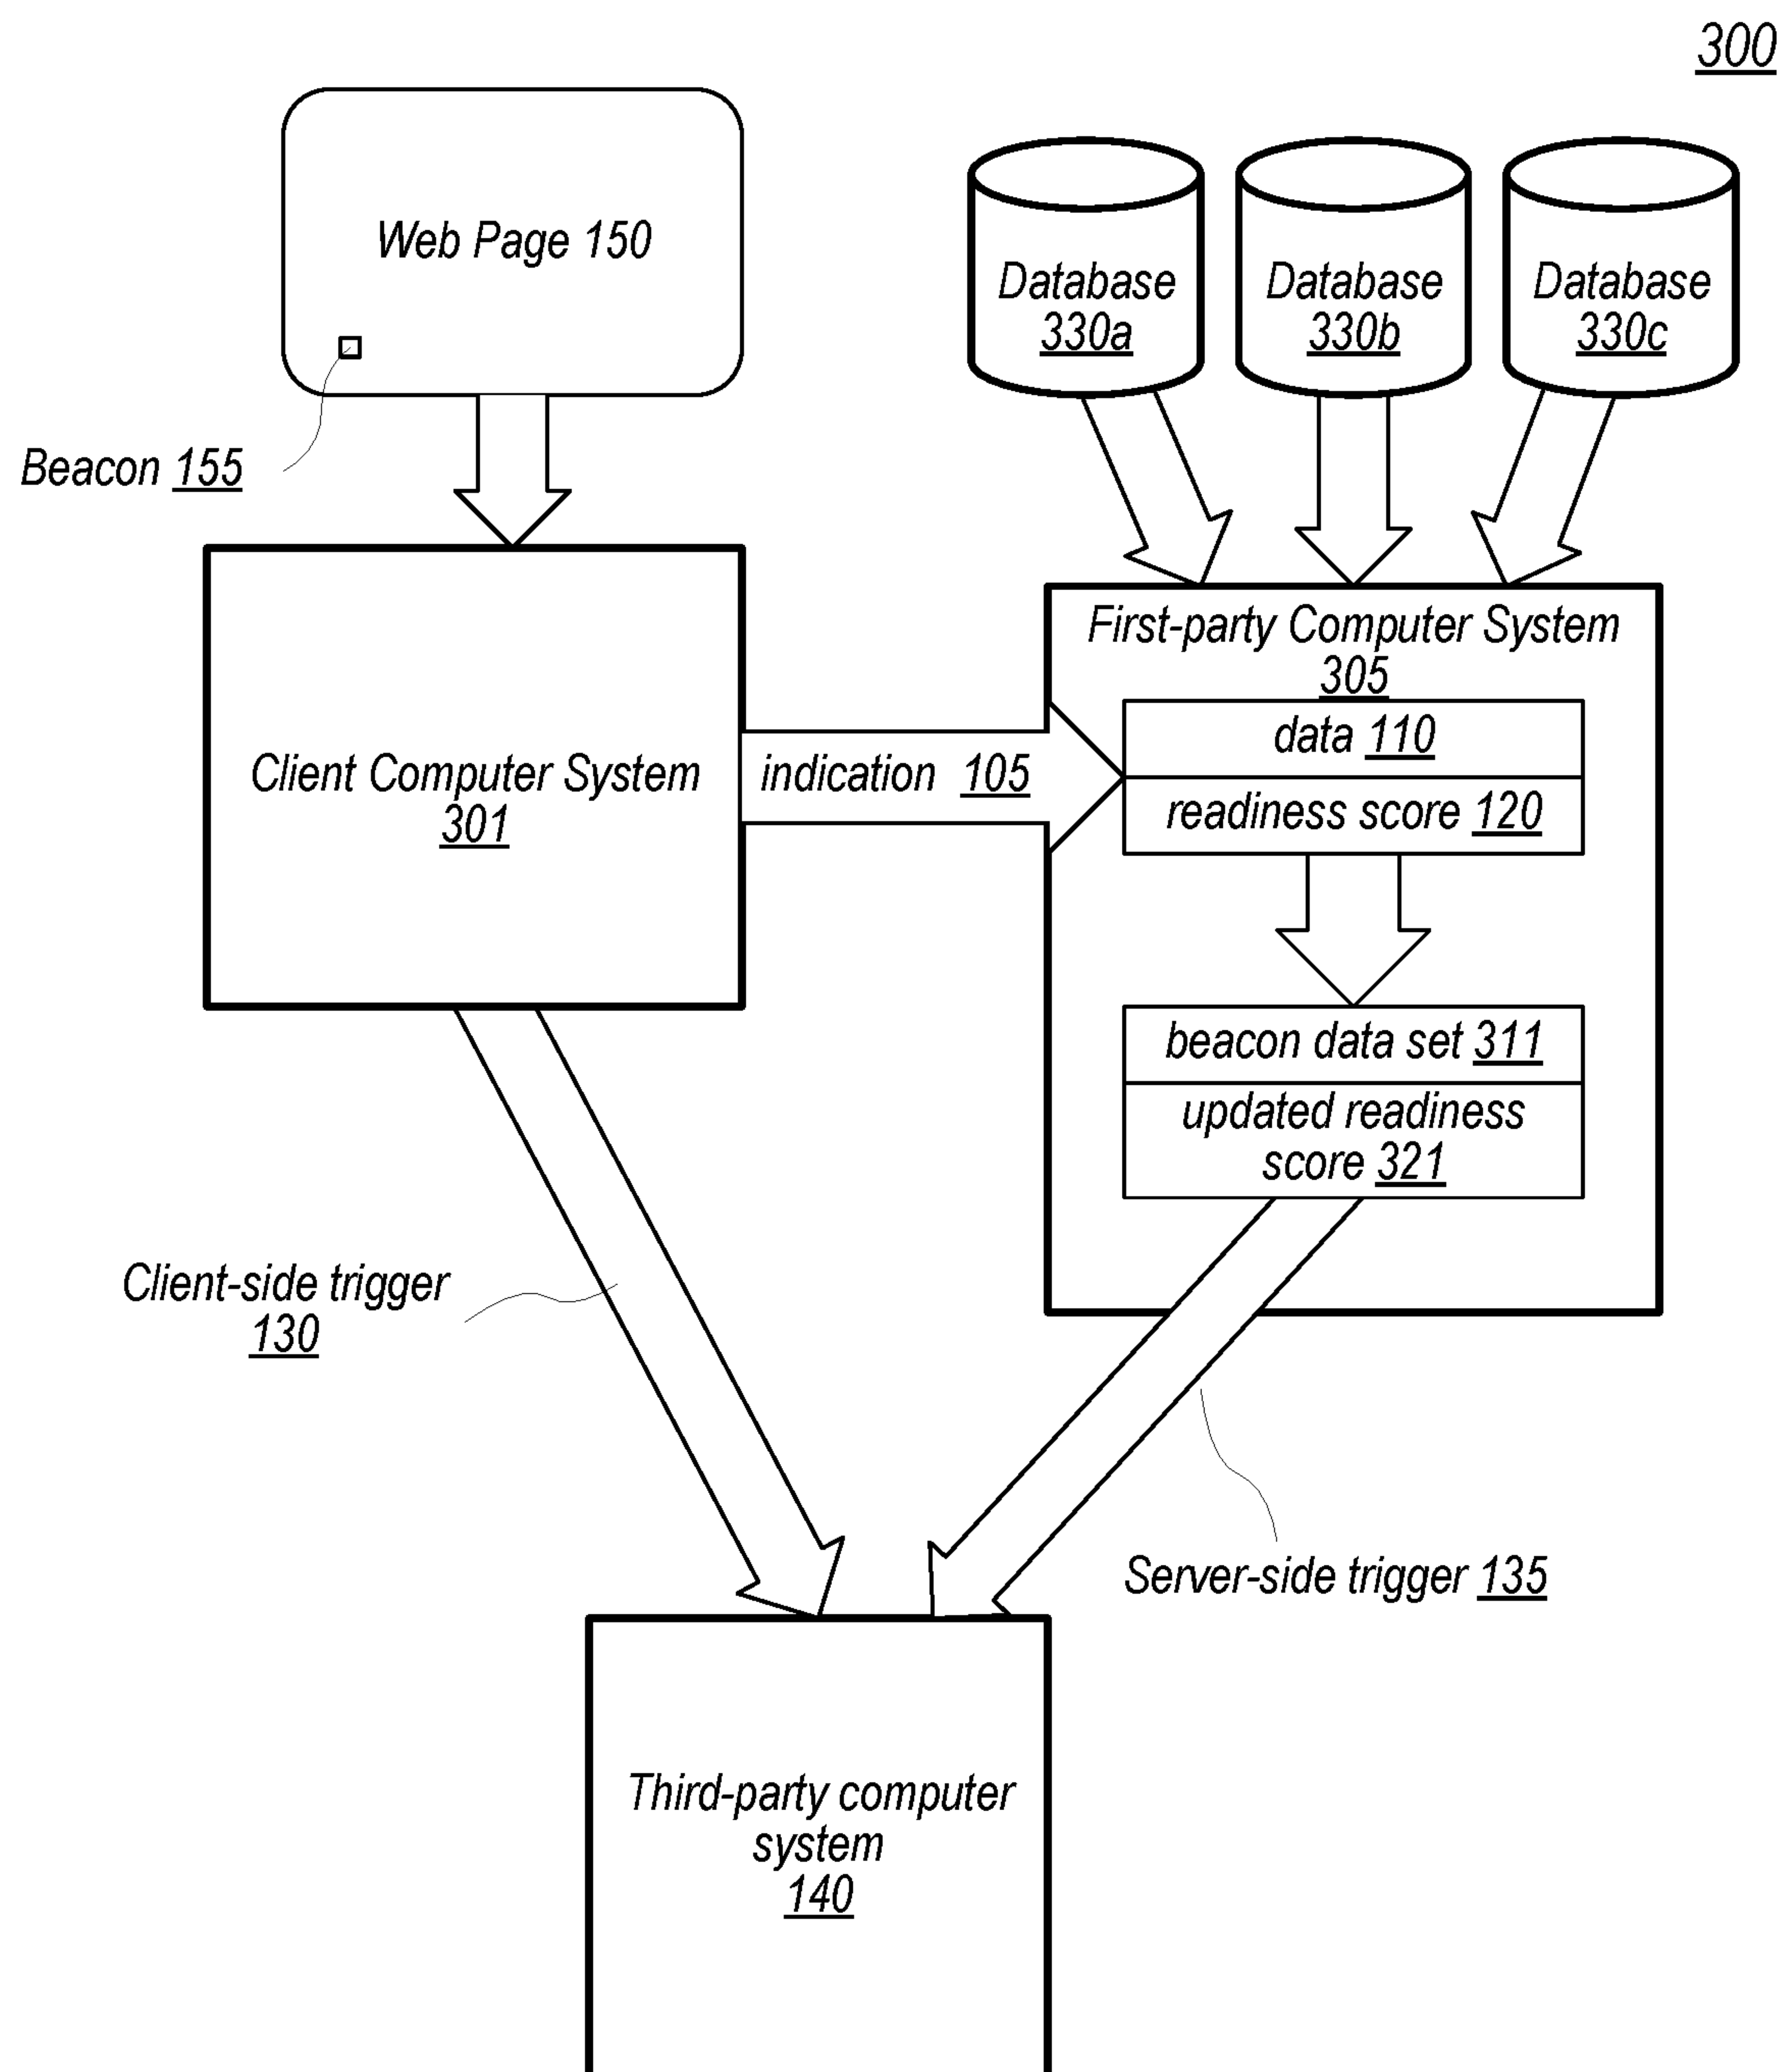 300
Web Page 150
Database
330a
Database
330b
Database
330c
Beacon 155
First-party Computer System
305
data 110
Client Computer System
301
indication 105
readiness score 120
beacon data set 311
updated readiness
score 321
Client-side trigger
130
Server-side trigger 135
Third-party computer
system
140